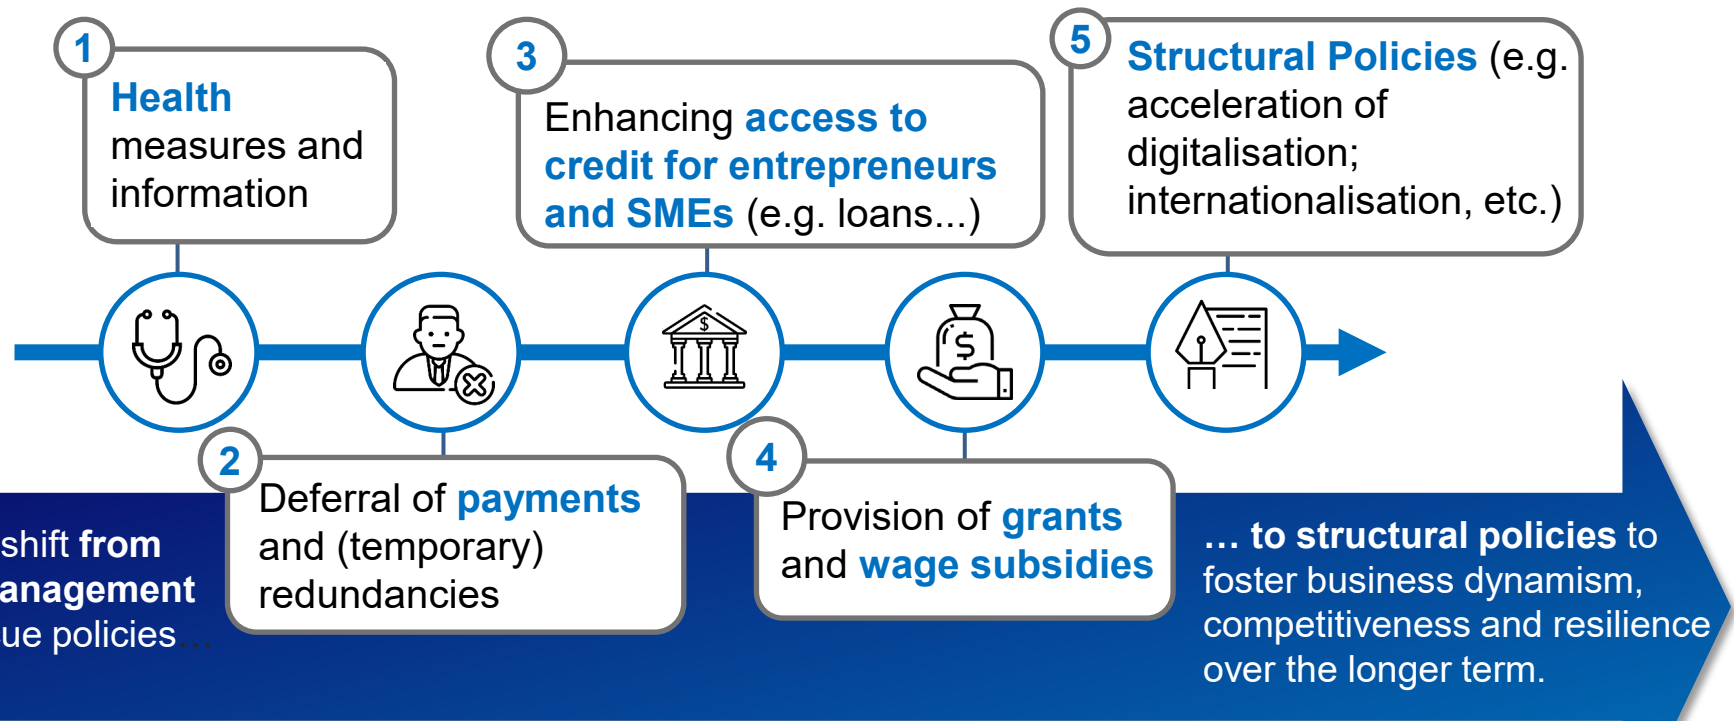 1
Health
measures and
information
3
Enhancing access to
credit for entrepreneurs
and SMEs (e.g. loans...)
5
Structural Policies (e.g.
acceleration of
digitalisation;
internationalisation, etc.)
$
$
2
Deferral of payments
and (temporary)
redundancies
4
Provision of grants
and wage subsidies
shift from
policies...
... to structural policies to
foster business dynamism,
competitiveness and resilience
over the longer term.